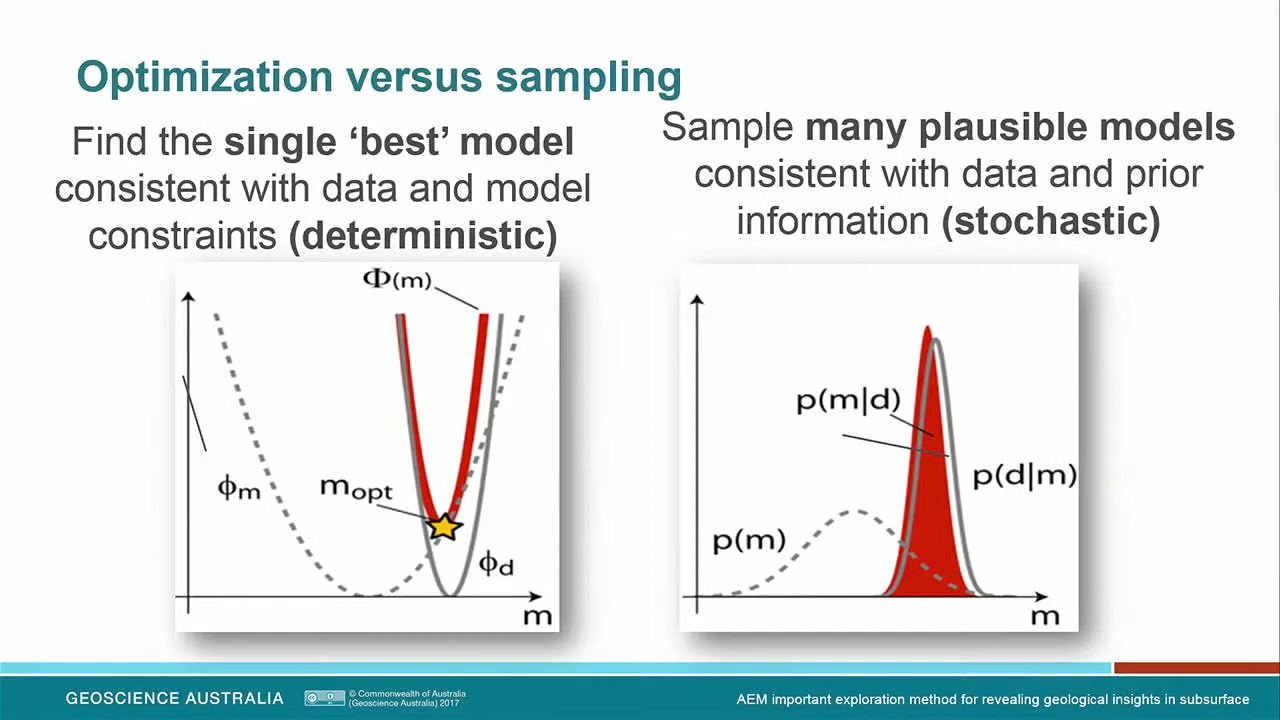 Optimization versus sampling
Find the single ‘best’ model
consistent with data and model
constraints (deterministic)
Sample many plausible models
consistent with data and prior
information (stochastic)
Φ(m)
ϕm
mopt
ϕd
m
p(m|d)
p(d|m)
p(m)
m
GEOSCIENCE AUSTRALIA
© Commonwealth of Australia
(Geoscience Australia) 2017
AEM important exploration method for revealing geological insights in subsurface